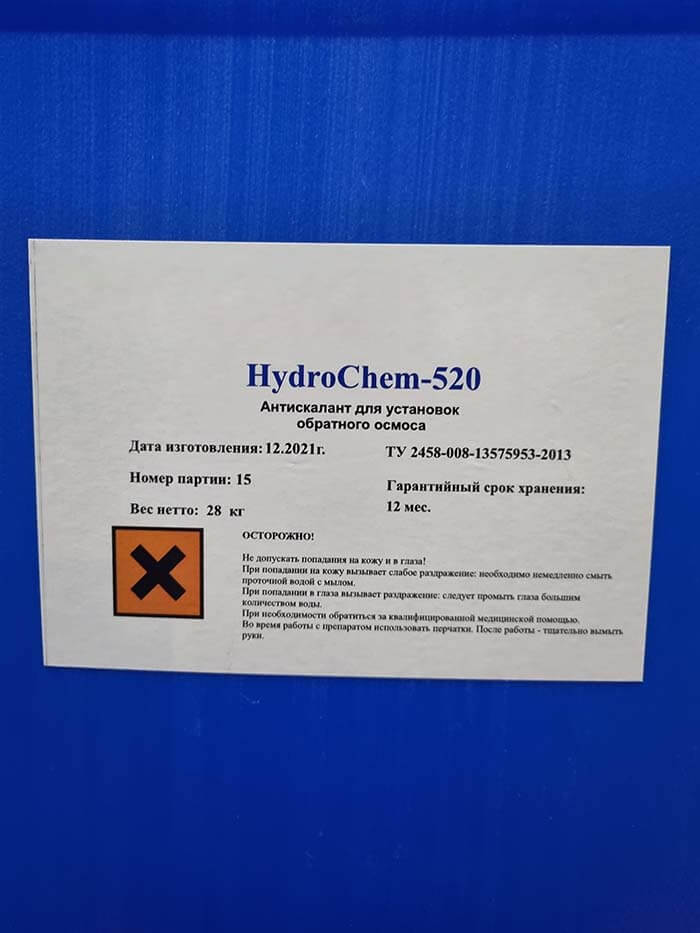 HydroChem-520
Антискалант для установок
обратного осмоса
Дата изготовления: 12.2021г.
ТУ 2458-008-13575953-2013
Номер партии: 15
Гарантийный срок хранения:
12 мес.
Вес нетто: 28 кг
ОСТОРОЖНО!
Не допускать попадания на кожу и в глаза!
При попадании на кожу вызывает слабое раздражение: необходимо немедленно смыть
проточной водой с мылом.
При попадании в глаза вызывает раздражение: следует промыть глаза большим
количеством воды.
При необходимости обратиться за квалифицированной медицинской помощью.
Во время работы с препаратом использовать перчатки. После работы - тщательно вымыть
руки.